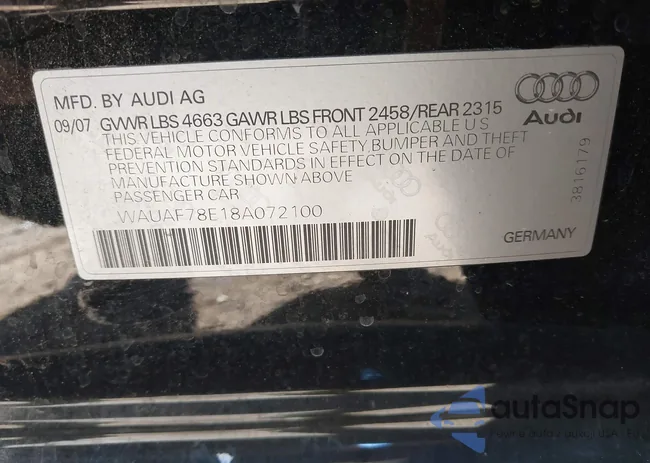 MFD. BY AUDI AG
09/07 GVWR LBS 4663 GAWR LBS FRONT 2458/REAR 2315
THIS VEHICLE CONFORMS TO ALL APPLICABLE U S
FEDERAL MOTOR VEHICLE SAFETY, BUMPER AND THEFT
PREVENTION STANDARDS IN EFFECT ON THE DATE OF
MANUFACTURE SHOWN ABOVE
PASSENGER CAR
WAUAF78E18A072100
Audi
3816179
GERMANY
autoSnap